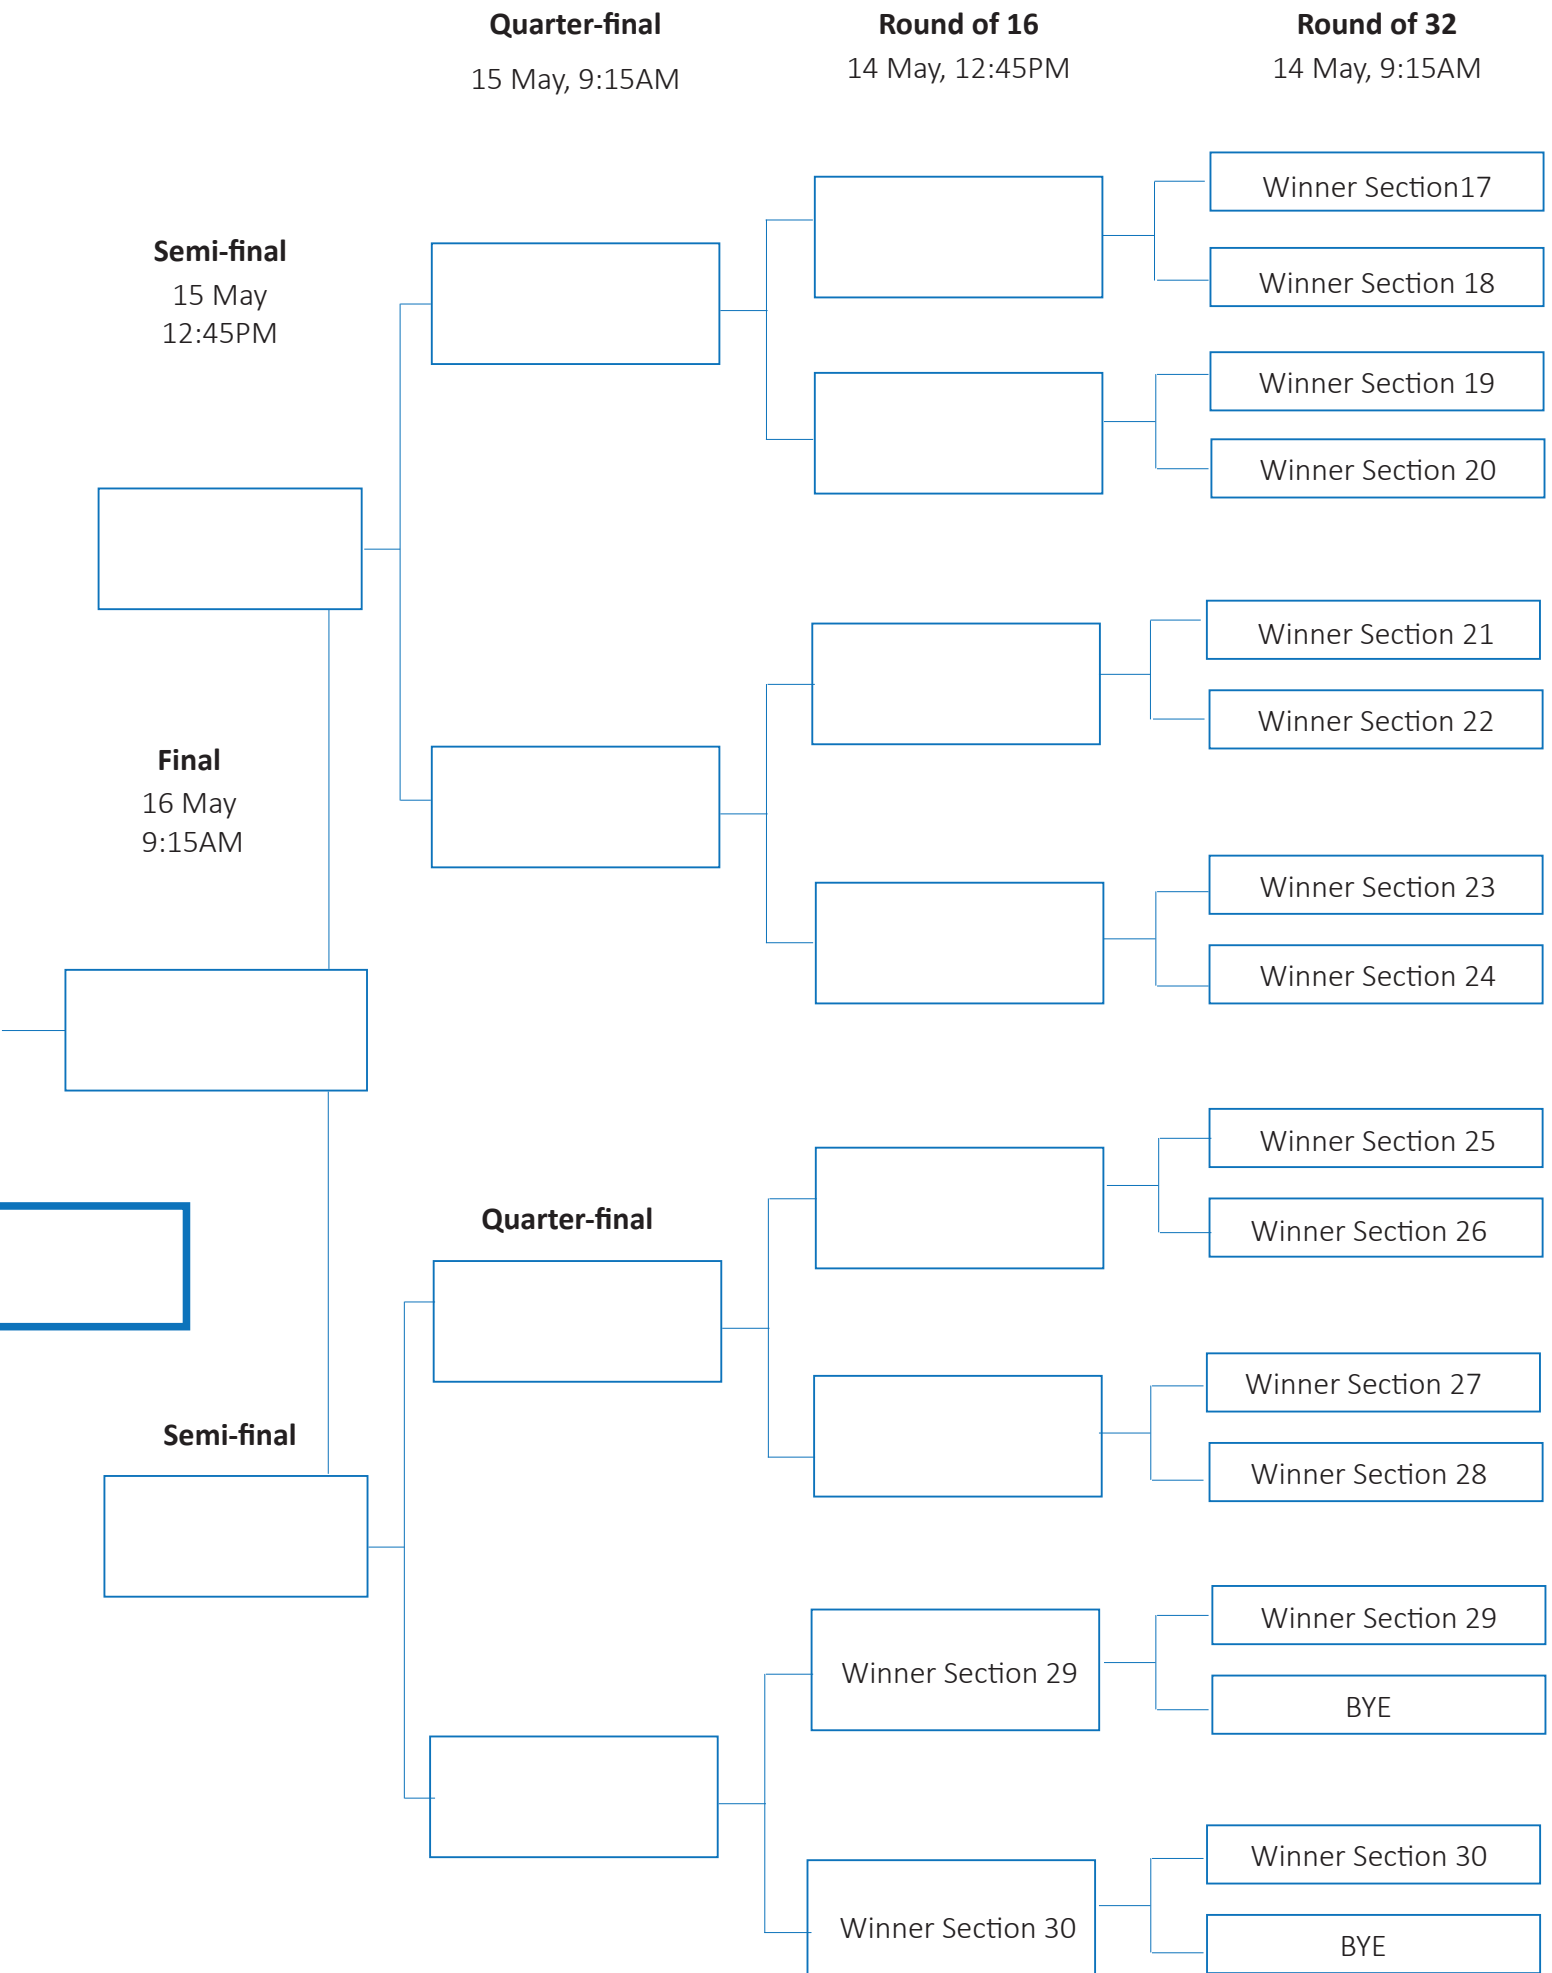 Quarter-final
15 May, 9:15AM
Round of 16
14 May, 12:45PM
Round of 32
14 May, 9:15AM
Winner Section17
Winner Section 18
Semi-final
15 May
12:45PM
Winner Section 19
Winner Section 20
Winner Section 21
Winner Section 22
Final
16 May
9:15AM
Winner Section 23
Winner Section 24
Winner Section 25
Winner Section 26
Quarter-final
Winner Section 27
Winner Section 28
Semi-final
Winner Section 29
Winner Section 29
BYE
Winner Section 30
Winner Section 30
BYE